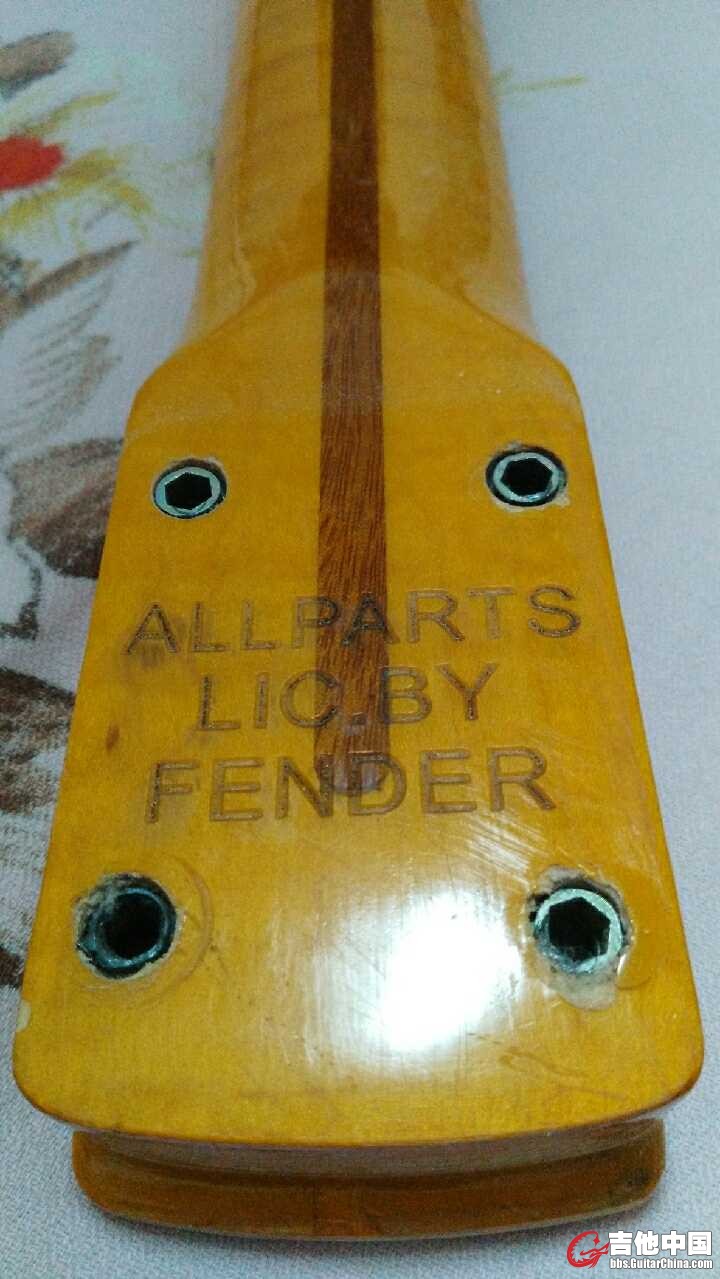 ALLPARTS
LIC.BY
FENDER
吉他中国
bbs.GuitarChina.com